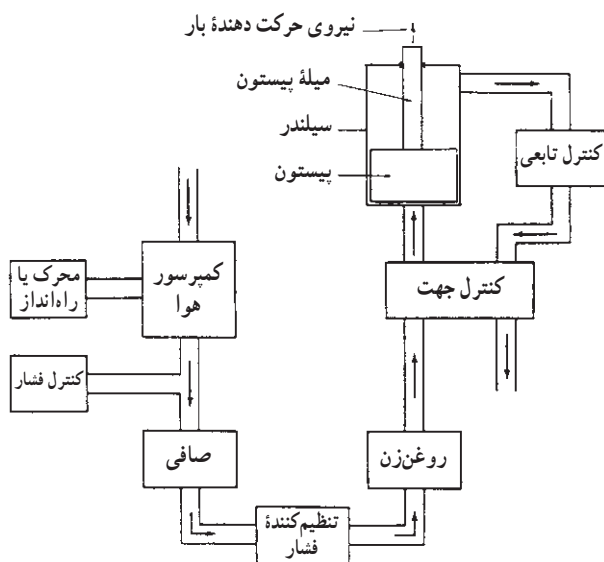 نیروی حرکت دهندهٔ بار
میلهٔ پیستون
سیلندر
پیستون
کنترل تابعی
کمپرسور
هوا
محرک یا
راه‌انداز
کنترل جهت
کنترل فشار
صافی
روغن‌زن
تنظیم‌کنندهٔ
فشار